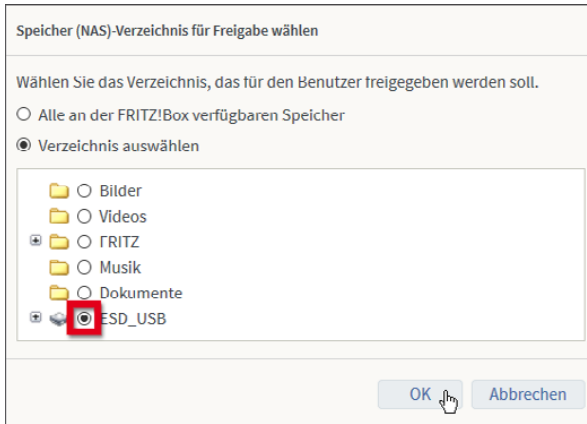 Speicher (NAS)-Verzeichnis für Freigabe wählen
Wählen Sie das Verzeichnis, das für den Benutzer freigegeben werden soll.
Alle an der FRITZ!Box verfügbaren Speicher
Verzeichnis auswählen
Bilder
Videos
FRITZ
Musik
Dokumente
ESD_USB
OK
Abbrechen